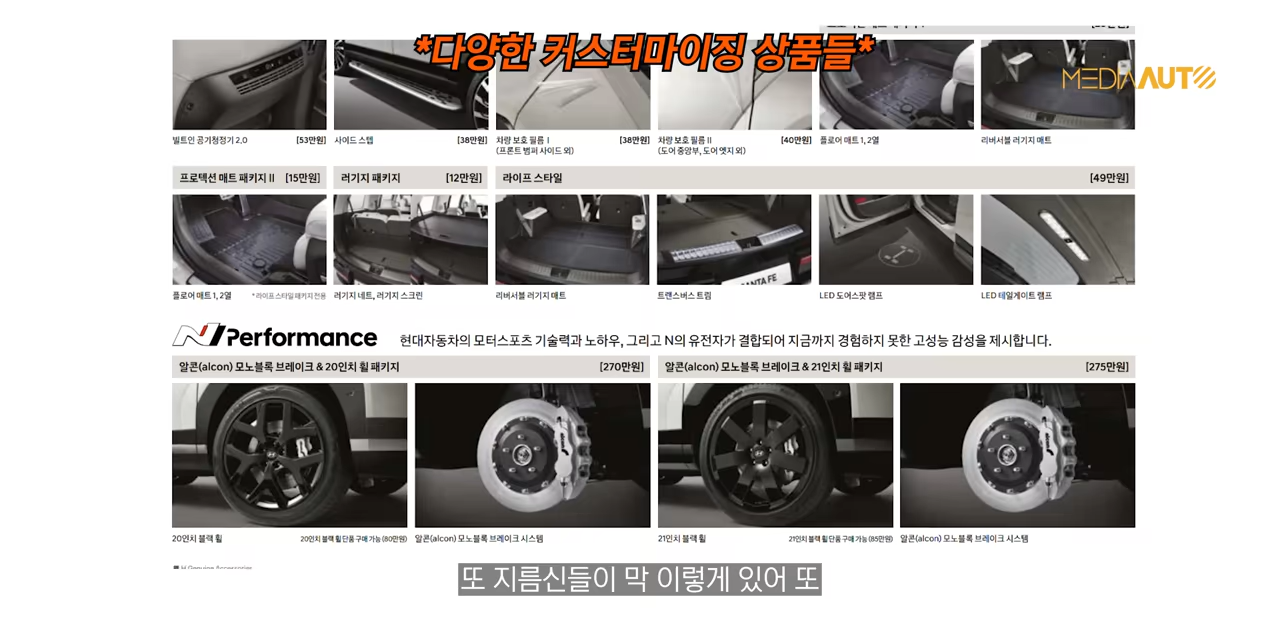 *다양한 커스터마이징 상품들*
MEDIAAUTO
빌트인 공기청정기 2.0 [53만원]
사이드 스텝 [38만원]
차량 보호 필름 I [38만원]
(프론트 범퍼 사이드 외)
차량 보호 필름 II [40만원]
(도어 중앙부, 도어 엣지 외)
플로어 매트 1, 2열
리버서블 러기지 매트
프로텍션 매트 패키지 II [15만원]
러기지 패키지 [12만원]
라이프 스타일 [49만원]
SANTA FE
플로어 매트 1, 2열 * 라이프 스타일 패키지 전용
러기지 네트, 러기지 스크린
리버서블 러기지 매트
트랜스버스 트림
LED 도어스팟 램프
LED 테일게이트 램프
N Performance 현대자동차의 모터스포츠 기술력과 노하우, 그리고 N의 유전자가 결합되어 지금까지 경험하지 못한 고성능 감성을 제시합니다.
알콘(alcon) 모노블록 브레이크 & 20인치 휠 패키지 [270만원]
알콘(alcon) 모노블록 브레이크 & 21인치 휠 패키지 [275만원]
20인치 블랙 휠 20인치 블랙 휠 단품 구매 가능 (80만원)
알콘(alcon) 모노블록 브레이크 시스템
21인치 블랙 휠 21인치 블랙 휠 단품 구매 가능 (85만원)
알콘(alcon) 모노블록 브레이크 시스템
또 지름신들이 막 이렇게 있어 또